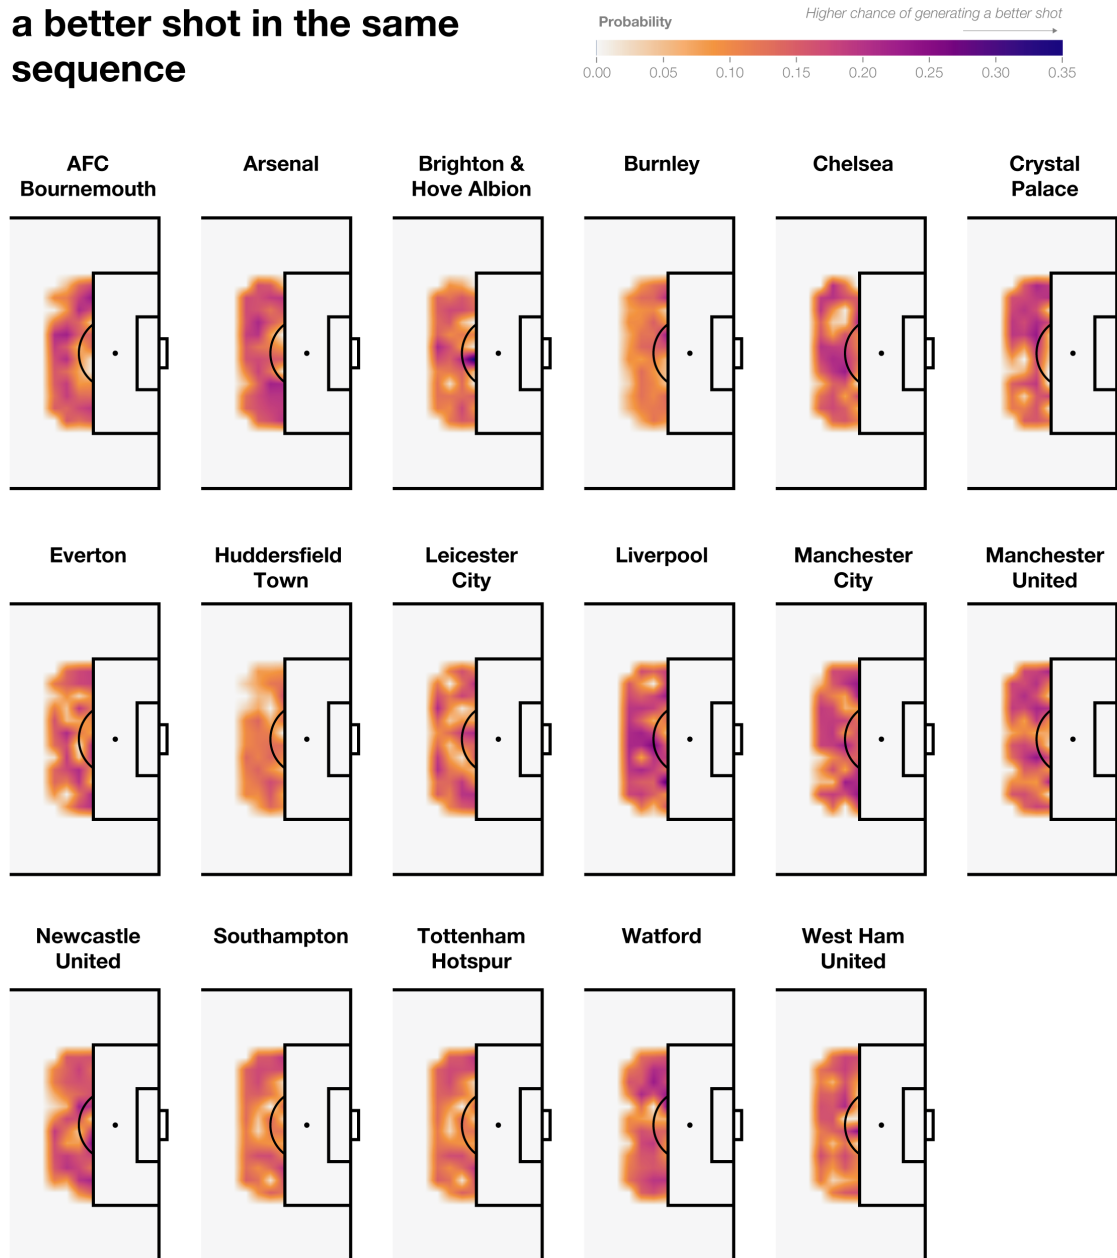 a better shot in the same
sequence
Probability
Higher chance of generating a better shot
0.00 0.05 0.10 0.15 0.20 0.25 0.30 0.35
AFC
Bournemouth
Arsenal
Brighton &
Hove Albion
Burnley
Chelsea
Crystal
Palace
Everton
Huddersfield
Town
Leicester
City
Liverpool
Manchester
City
Manchester
United
Newcastle
United
Southampton
Tottenham
Hotspur
Watford
West Ham
United